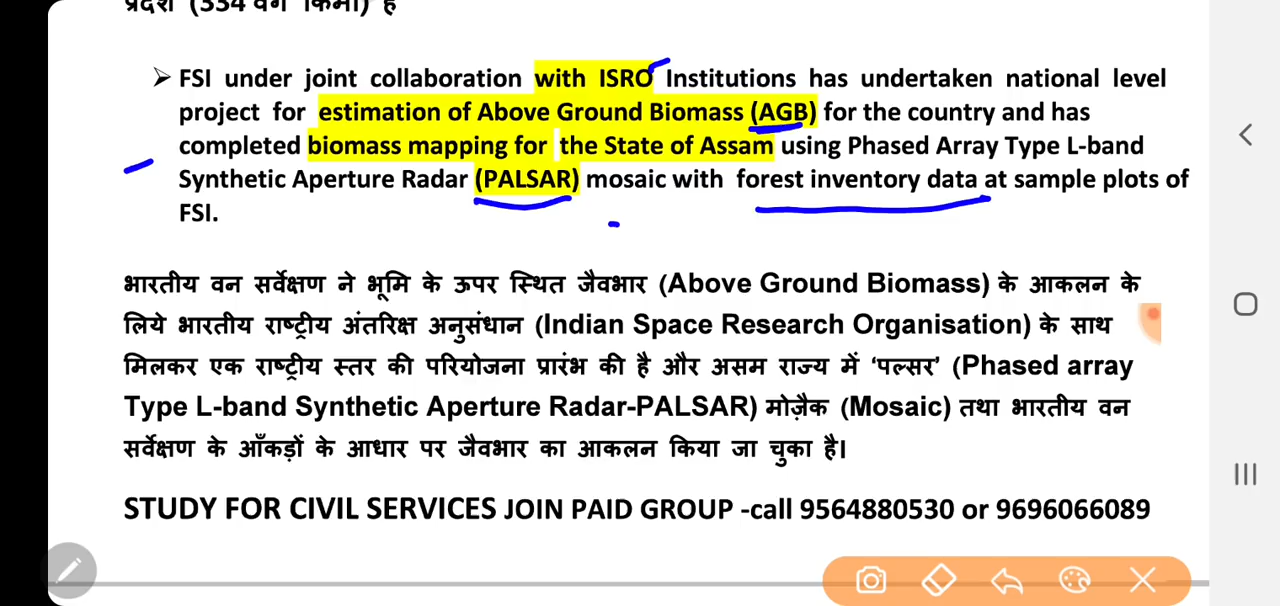 प्रदेश (334 वर्ग किमी) है
➢ FSI under joint collaboration with ISRO Institutions has undertaken national level
project for estimation of Above Ground Biomass (AGB) for the country and has
completed biomass mapping for the State of Assam using Phased Array Type L-band
Synthetic Aperture Radar (PALSAR) mosaic with forest inventory data at sample plots of
FSI.
भारतीय वन सर्वेक्षण ने भूमि के ऊपर स्थित जैवभार (Above Ground Biomass) के आकलन के
लिये भारतीय राष्ट्रीय अंतरिक्ष अनुसंधान (Indian Space Research Organisation) के साथ
मिलकर एक राष्ट्रीय स्तर की परियोजना प्रारंभ की है और असम राज्य में ‘पल्सर’ (Phased array
Type L-band Synthetic Aperture Radar-PALSAR) मोज़ैक (Mosaic) तथा भारतीय वन
सर्वेक्षण के आँकड़ों के आधार पर जैवभार का आकलन किया जा चुका है।
STUDY FOR CIVIL SERVICES JOIN PAID GROUP -call 9564880530 or 9696066089